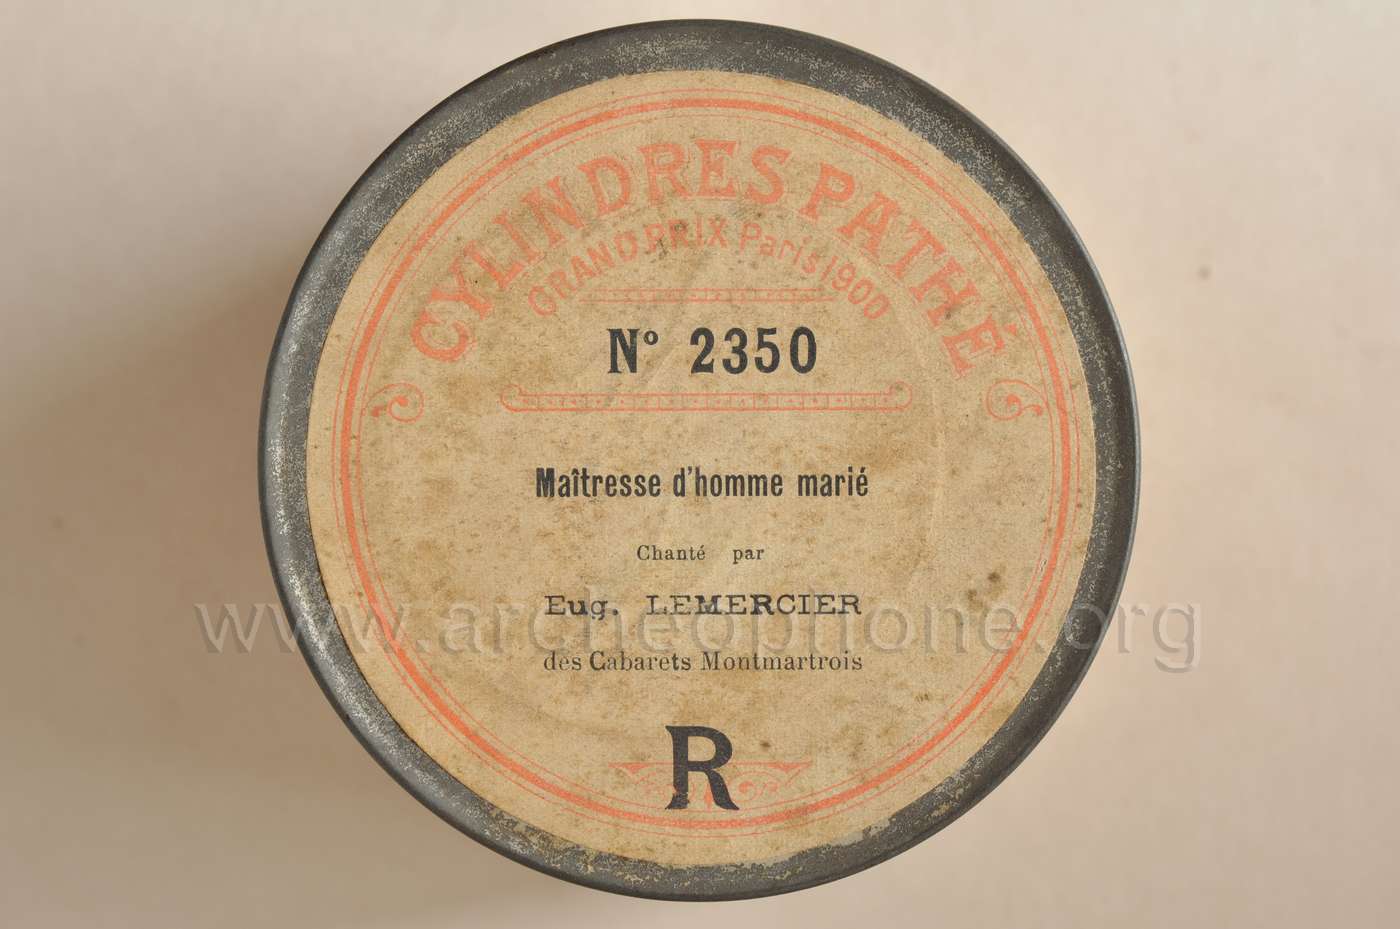 CYLINDRES PATHÉ
GRAND PRIX Paris 1900
Nº 2350
Maîtresse d'homme marié
Chanté par
Eug. LEMERCIER
www.archeophone.org
des Cabarets Montmartrois
R